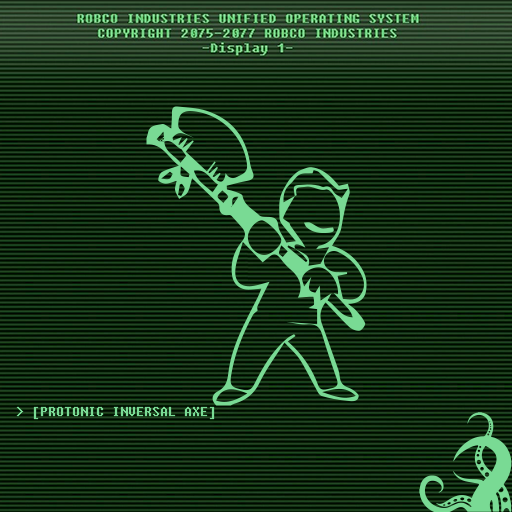 ROBCO INDUSTRIES UNIFIED OPERATING SYSTEM
COPYRIGHT 2075-2077 ROBCO INDUSTRIES
-Display 1-
> [PROTONIC INVERSAL AXE]